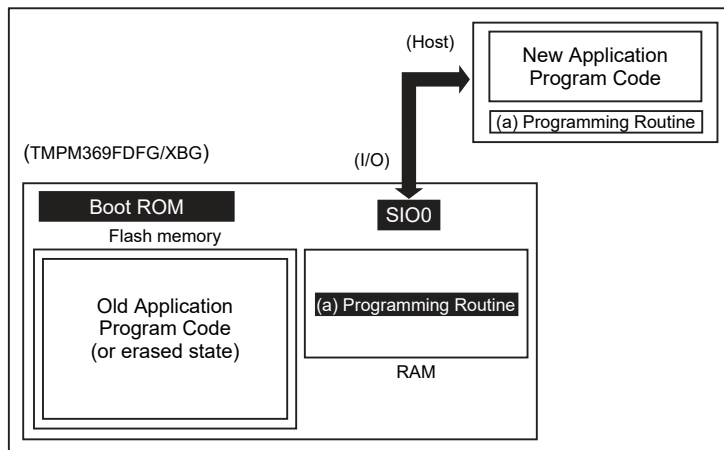 (Host)
New Application
Program Code
(a) Programming Routine
(TMPM369FDFG/XBG)
(I/O)
Boot ROM
SIO0
Flash memory
Old Application
Program Code
(or erased state)
(a) Programming Routine
RAM